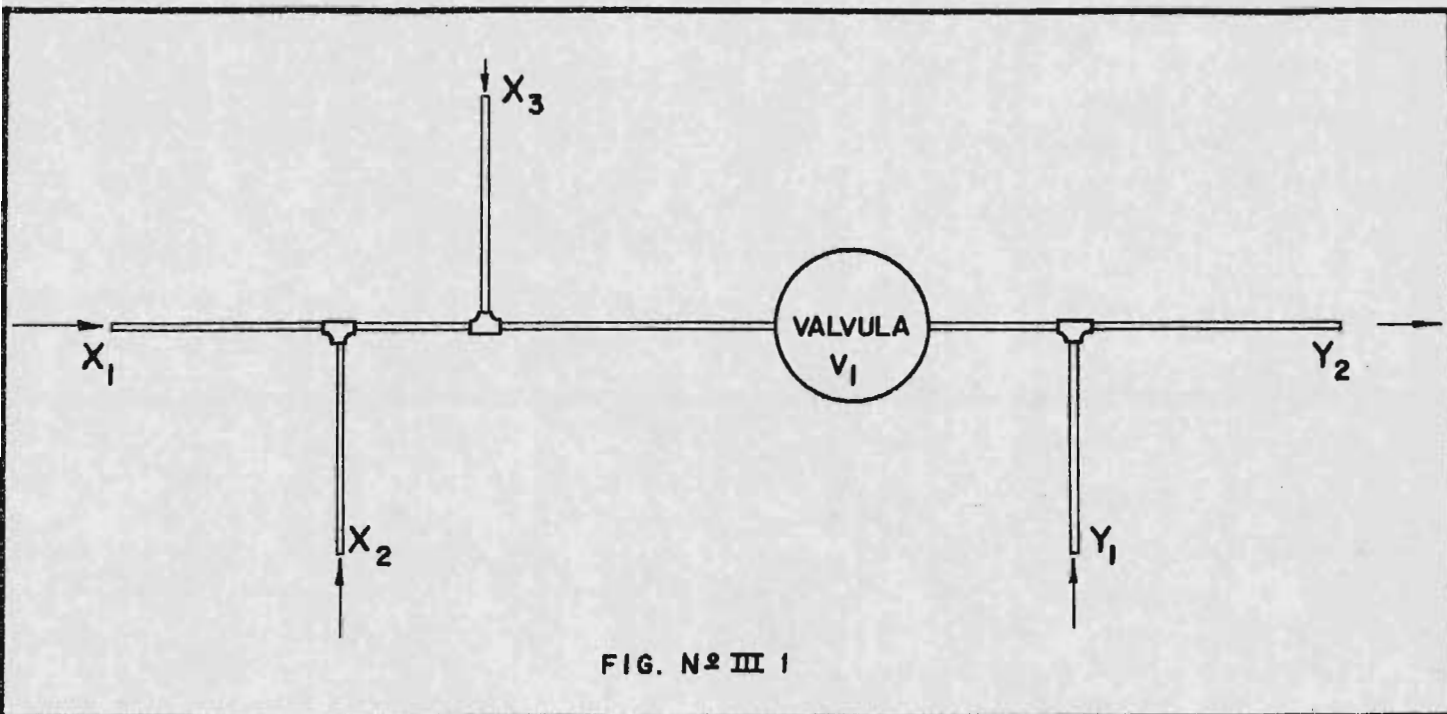 X₃
VALVULA
V₁
X₁
Y₂
X₂
Y₁
FIG. Nº III 1